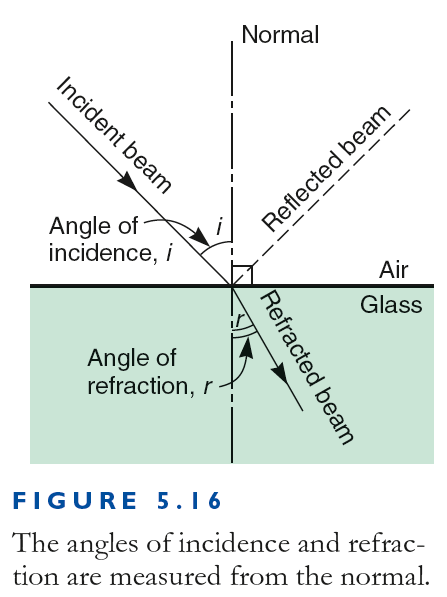 Normal
Incident beam
Reflected beam
Angle of
incidence, i
i
Air
Glass
r
Refracted beam
Angle of
refraction, r
FIGURE 5.16
The angles of incidence and refrac-
tion are measured from the normal.